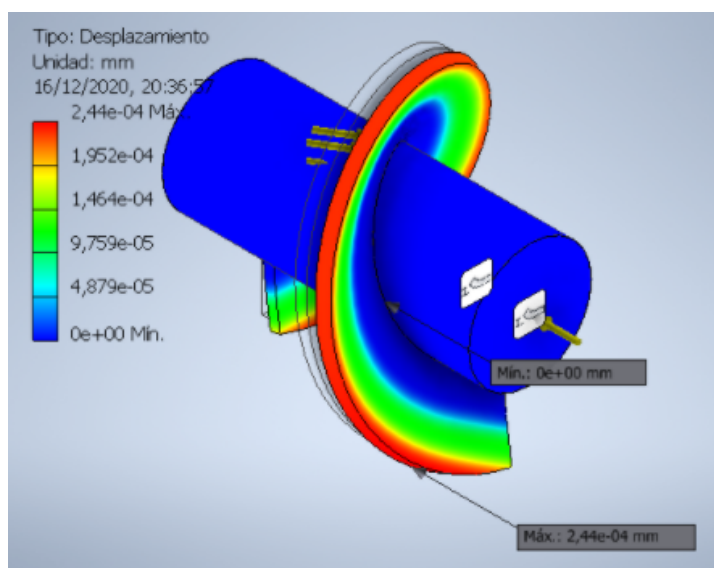 Tipo: Desplazamiento
Unidad: mm
16/12/2020, 20:36:57
2,44e-04 Máx.
1,952e-04
1,464e-04
9,759e-05
4,879e-05
0e+00 Mín.
Mín.: 0e+00 mm
Máx.: 2,44e-04 mm